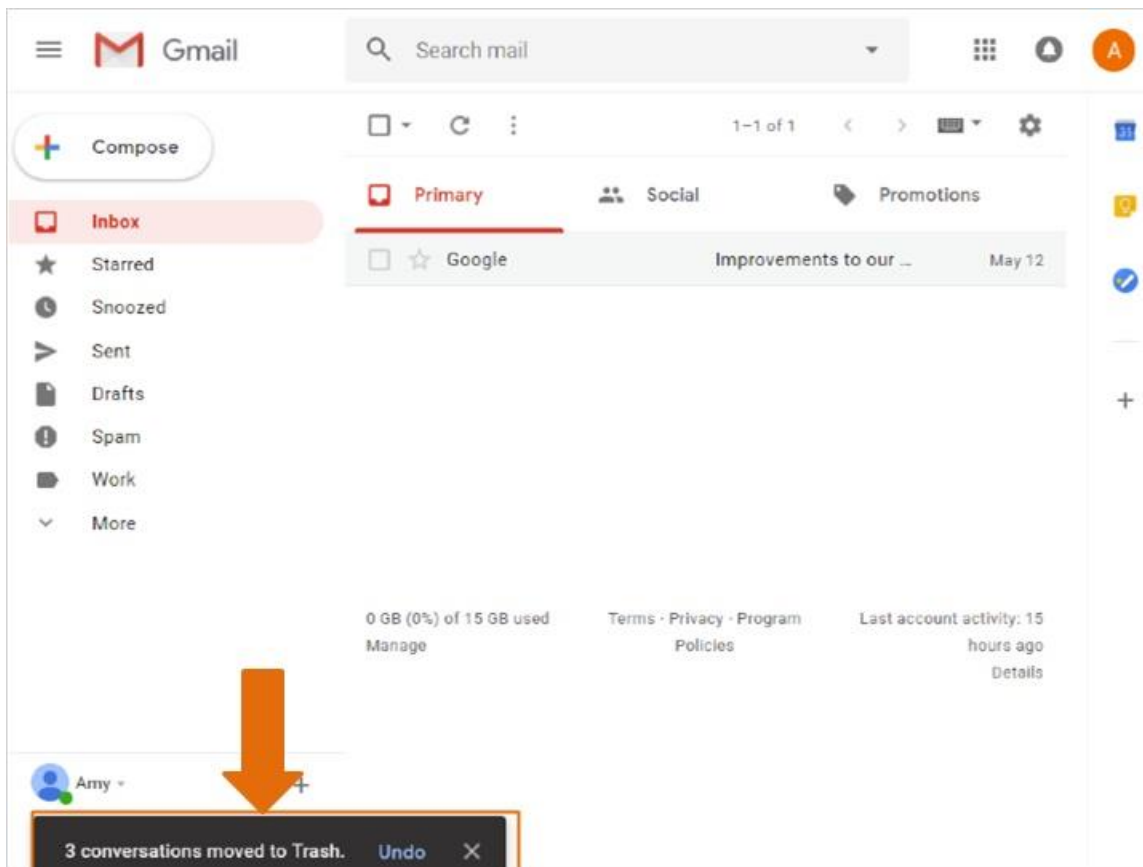 Gmail
Search mail
A
Compose
1–1 of 1
31
Inbox
Primary
Social
Promotions
Starred
Google Improvements to our ... May 12
Snoozed
Sent
Drafts
Spam
Work
More
0 GB (0%) of 15 GB used
Manage
Terms · Privacy · Program
Policies
Last account activity: 15
hours ago
Details
Amy
3 conversations moved to Trash. Undo